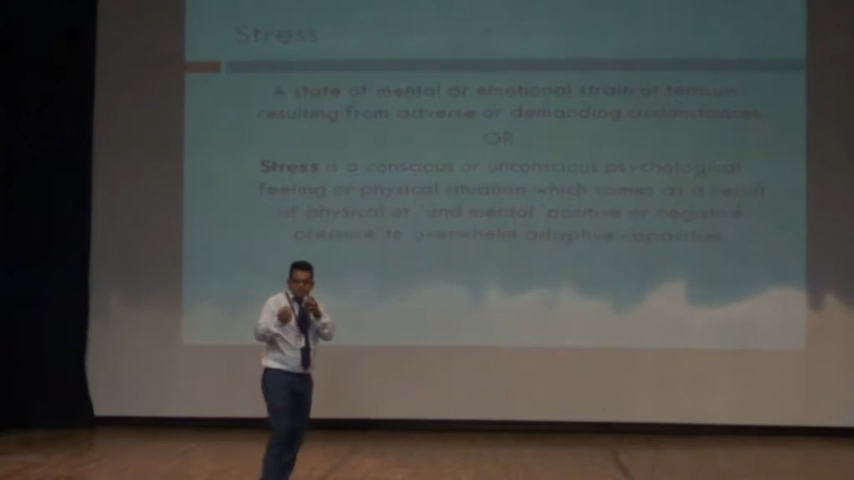 Stress
A state of mental or emotional strain or tension
resulting from adverse or demanding circumstances.
OR
Stress is a conscious or unconscious psychological
feeling or physical situation which comes as a result
of physical or 'and mental' positive or negative
pressure' to overwhelm adaptive capacities.